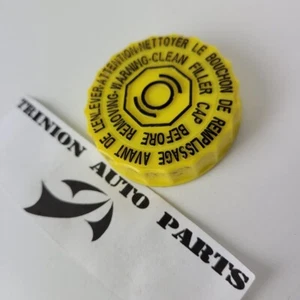 ATTENTION-NETTOYER LE BOUCHON DE REMPLISSAGE AVANT DE L'ENLEVER-
WARNING-CLEAN FILLER CAP BEFORE REMOVING-
TRINION AUTO PARTS